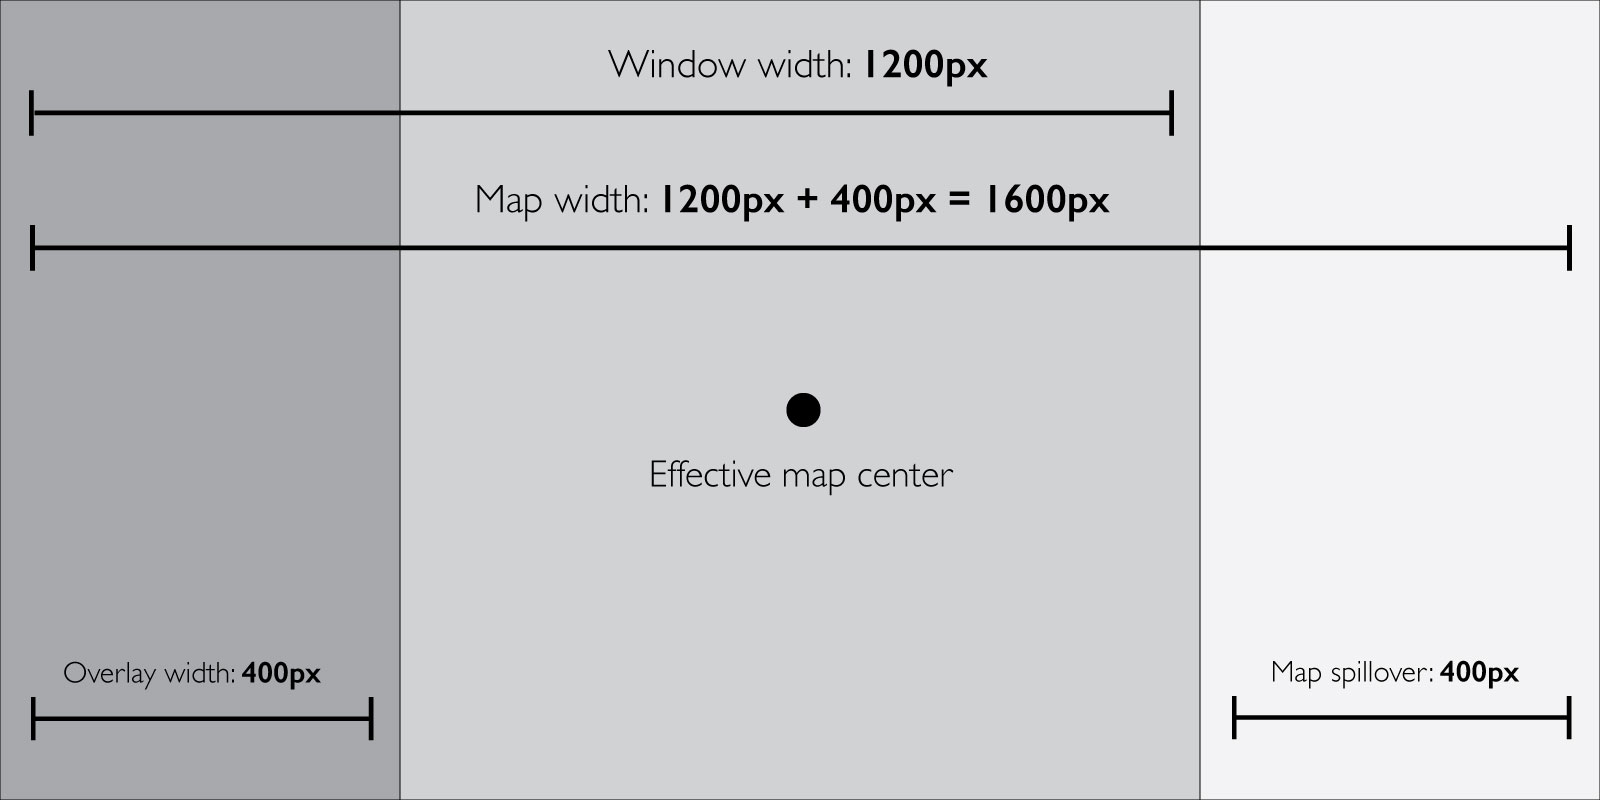 Window width: 1200px
Map width: 1200px + 400px = 1600px
Effective map center
Overlay width: 400px
Map spillover: 400px